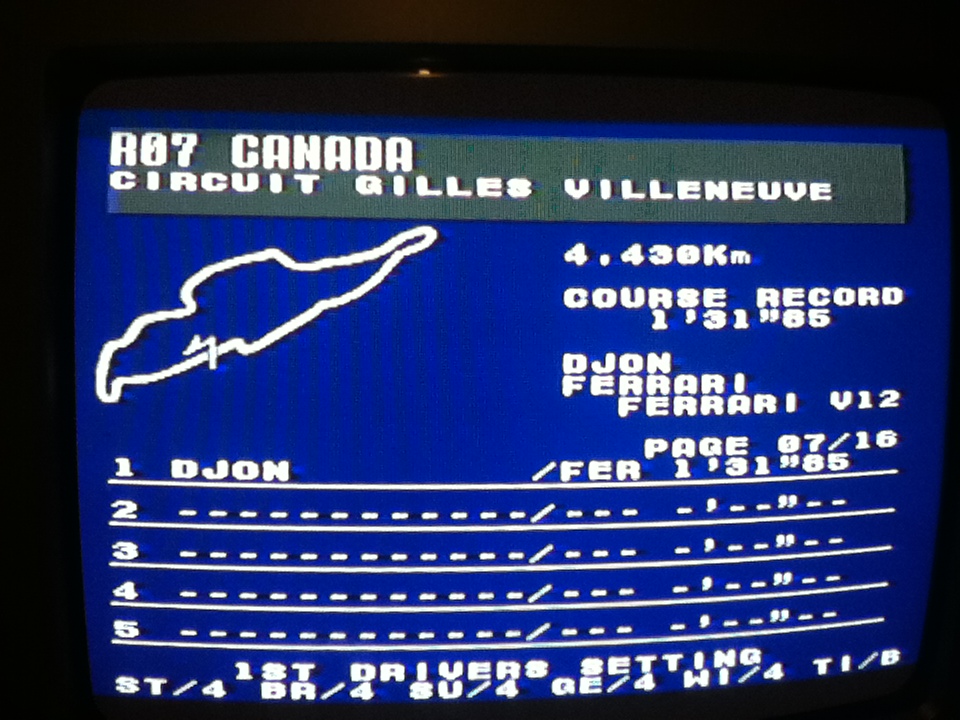 R07 CANADA
CIRCUIT GILLES VILLENEUVE
4.430Km
COURSE RECORD
1'31"85
DJON
FERRARI
FERRARI V12
PAGE 07/16
1 DJON /FER 1'31"85
2 ------------/--- -'--"--
3 ------------/--- -'--"--
4 ------------/--- -'--"--
5 ------------/--- -'--"--
1ST DRIVERS SETTING
ST/4 BR/4 SU/4 GE/4 WI/4 TI/B